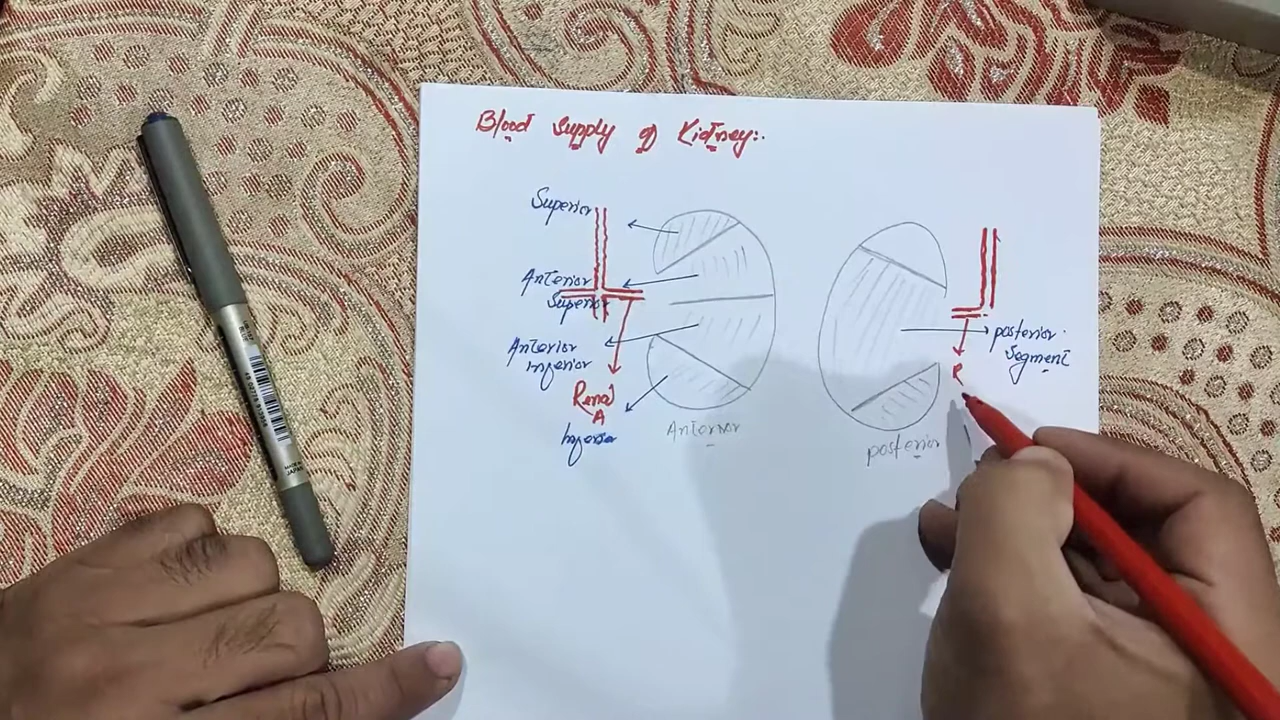 Blood Supply of Kidney:.
Superior
Anterior
Superior
Anterior
Inferior
Renal
A
Inferior
Anterior
posterior
Segment
R
posterior